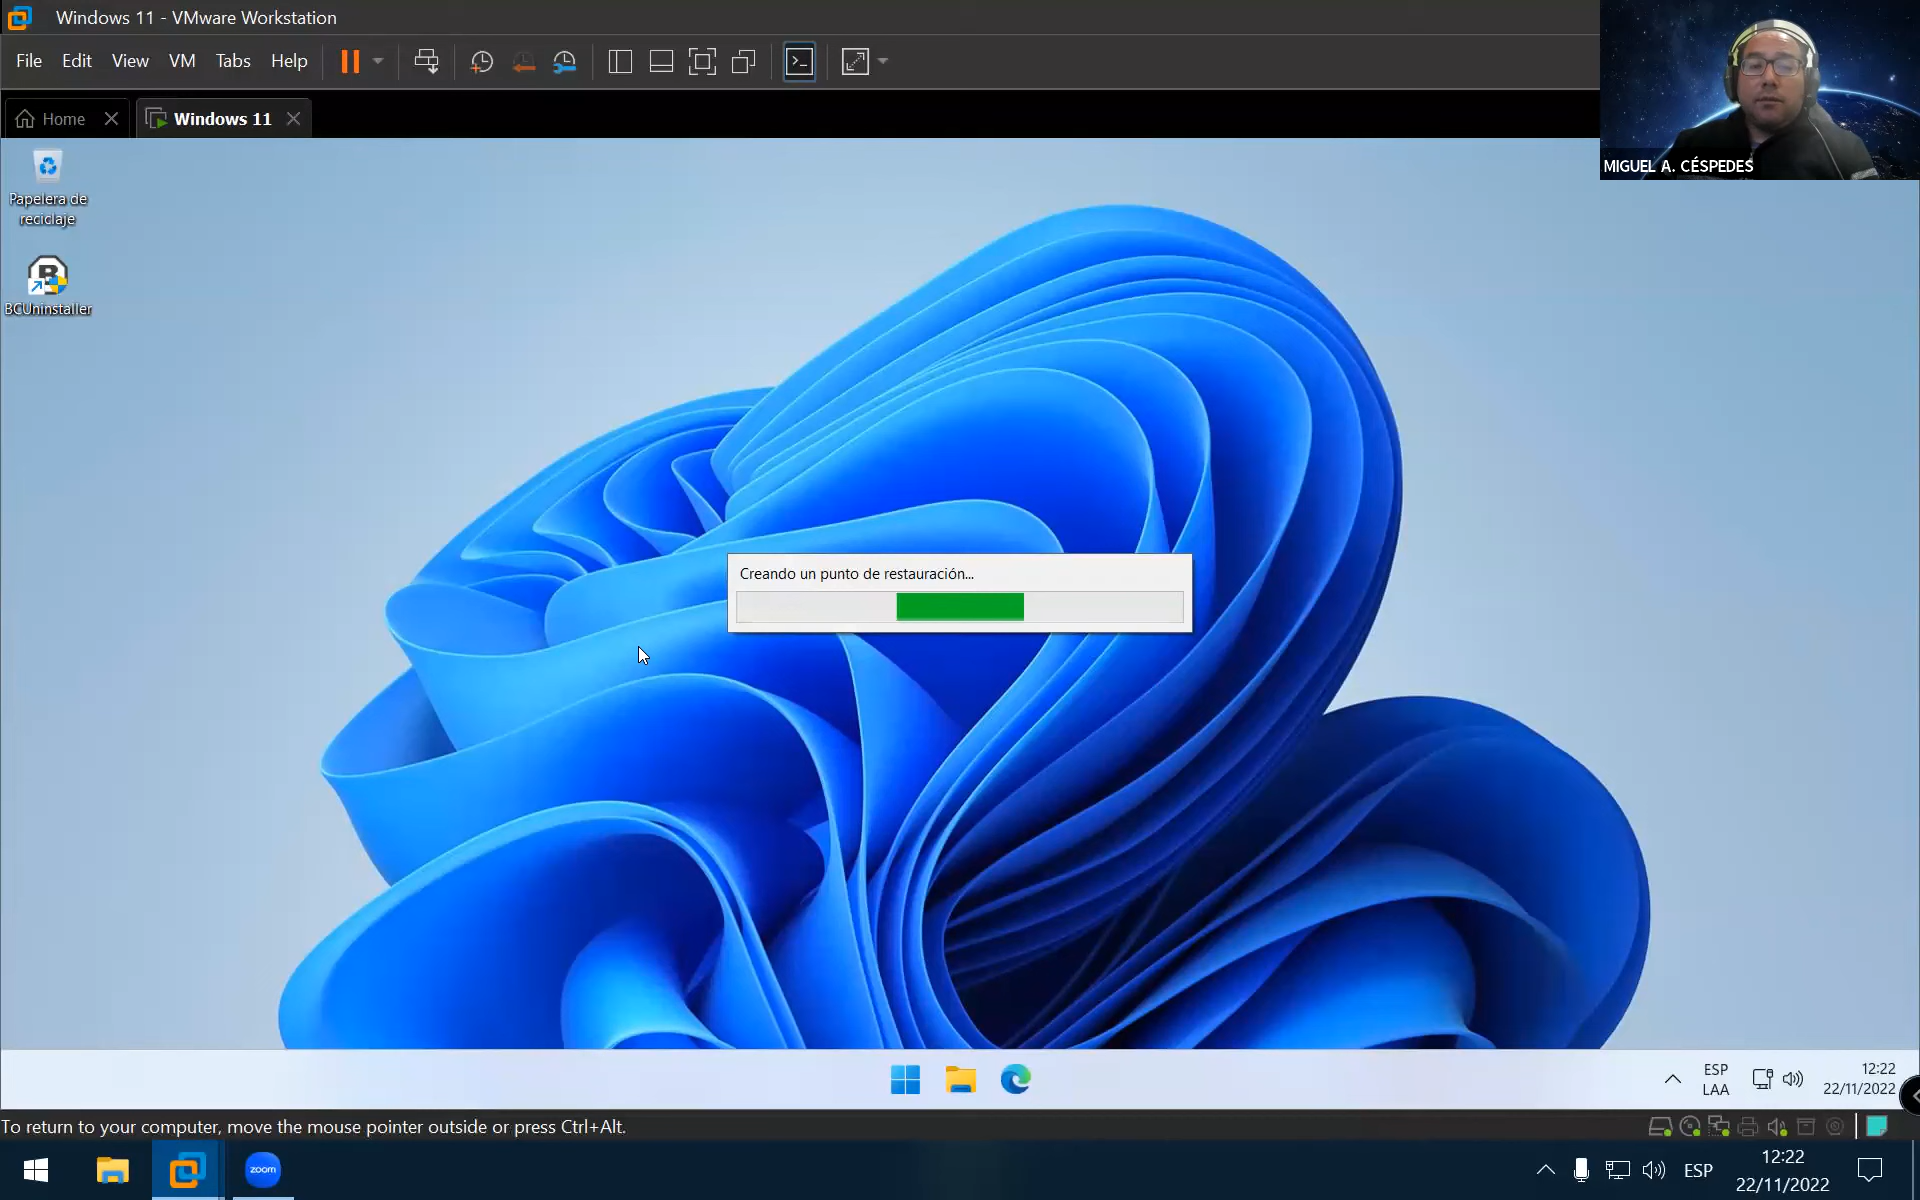 Windows 11 - VMware Workstation
File Edit View VM Tabs Help
Home Windows 11
MIGUEL A. CÉSPEDES
Papelera de
reciclaje
BCUninstaller
Creando un punto de restauración...
ESP
LAA
12:22
22/11/2022
To return to your computer, move the mouse pointer outside or press Ctrl+Alt.
zoom
ESP
12:22
22/11/2022